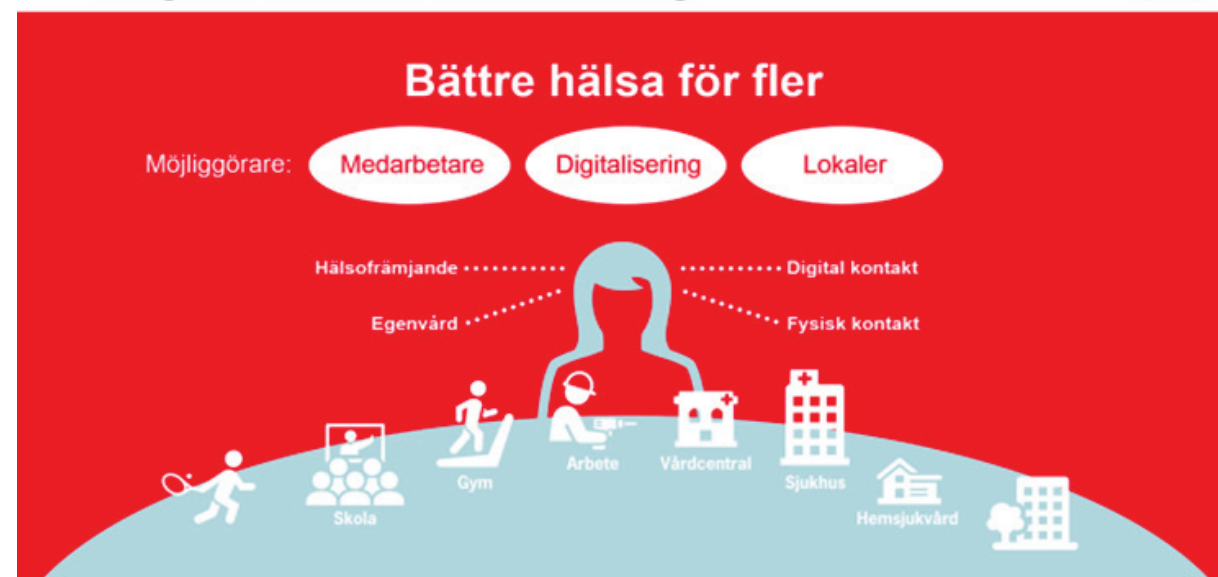 Bättre hälsa för fler
Möjliggörare: Medarbetare Digitalisering Lokaler
Hälsofrämjande Digital kontakt
Egenvård Fysisk kontakt
Arbete Vårdcentral
Gym Sjukhus
Skola Hemsjukvård